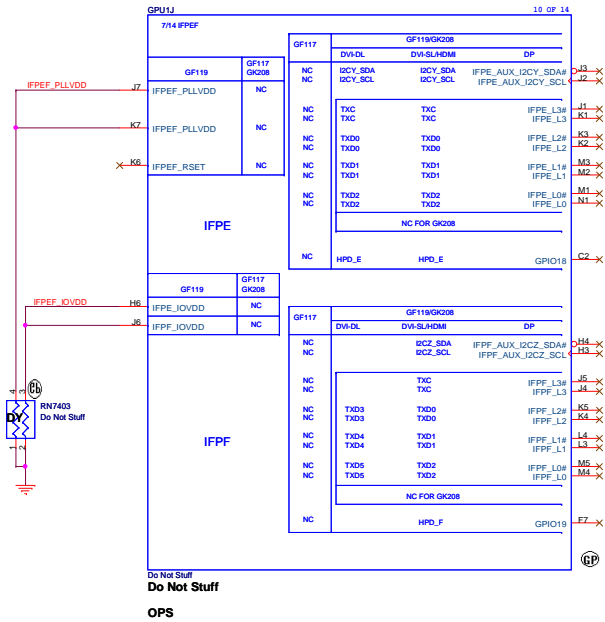 GPU1J 10 OF 14
7/14 IFPEF
GF119 GF117 GK208
J7 IFPEF_PLLVDD NC
K7 IFPEF_PLLVDD NC
K6 IFPEF_RSET NC
IFPEF_PLLVDD
IFPE
GF117 GF119/GK208
DVI-DL DVI-SL/HDMI DP
NC I2CY_SDA I2CY_SDA IFPE_AUX_I2CY_SDA# J3
NC I2CY_SCL I2CY_SCL IFPE_AUX_I2CY_SCL J2
NC TXC TXC IFPE_L3# J1
NC TXC TXC IFPE_L3 K1
NC TXD0 TXD0 IFPE_L2# K3
NC TXD0 TXD0 IFPE_L2 K2
NC TXD1 TXD1 IFPE_L1# M3
NC TXD1 TXD1 IFPE_L1 M2
NC TXD2 TXD2 IFPE_L0# M1
NC TXD2 TXD2 IFPE_L0 N1
NC FOR GK208
NC HPD_E HPD_E GPIO18 C2
GF119 GF117 GK208
IFPEF_IOVDD
H6 IFPE_IOVDD NC
J6 IFPF_IOVDD NC
IFPF
GF117 GF119/GK208
DVI-DL DVI-SL/HDMI DP
NC I2CZ_SDA IFPF_AUX_I2CZ_SDA# H4
NC I2CZ_SCL IFPF_AUX_I2CZ_SCL H3
NC TXC IFPF_L3# J5
NC TXC IFPF_L3 J4
NC TXD3 TXD0 IFPF_L2# K5
NC TXD3 TXD0 IFPF_L2 K4
NC TXD4 TXD1 IFPF_L1# L4
NC TXD4 TXD1 IFPF_L1 L3
NC TXD5 TXD2 IFPF_L0# M5
NC TXD5 TXD2 IFPF_L0 M4
NC FOR GK208
NC HPD_F GPIO19 F7
4 3
RN7403
DY Do Not Stuff
1 2
GP
Do Not Stuff
Do Not Stuff
OPS